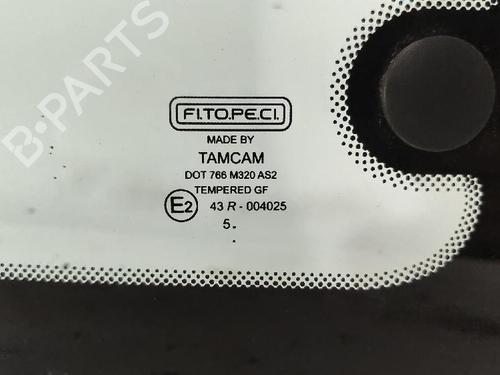 B-PARTS
F.I.TO.PE.C.I.
MADE BY
TAMCAM
DOT 766 M320 AS2
TEMPERED GF
E2 43 R - 004025
5.